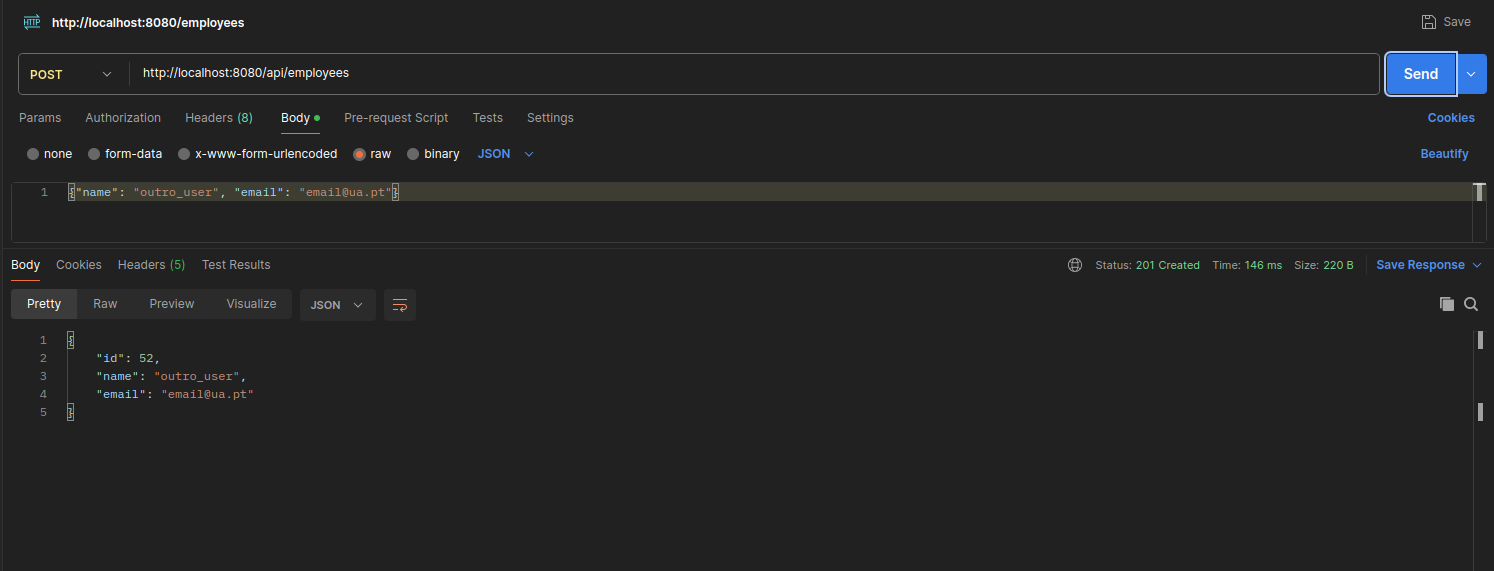 HTTP http://localhost:8080/employees Save
POST http://localhost:8080/api/employees Send
Params Authorization Headers (8) Body Pre-request Script Tests Settings Cookies
none form-data x-www-form-urlencoded raw binary JSON Beautify
1 {"name": "outro_user", "email": "email@ua.pt"}
Body Cookies Headers (5) Test Results Status: 201 Created Time: 146 ms Size: 220 B Save Response
Pretty Raw Preview Visualize JSON
1 {
2 "id": 52,
3 "name": "outro_user",
4 "email": "email@ua.pt"
5 }